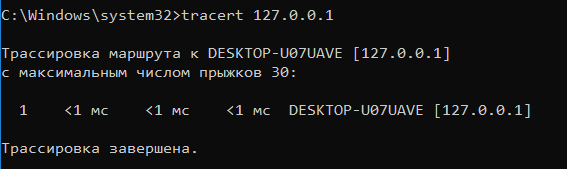 C:\Windows\system32>tracert 127.0.0.1
Трассировка маршрута к DESKTOP-U07UAVE [127.0.0.1]
с максимальным числом прыжков 30:
1 <1 мс <1 мс <1 мс DESKTOP-U07UAVE [127.0.0.1]
Трассировка завершена.